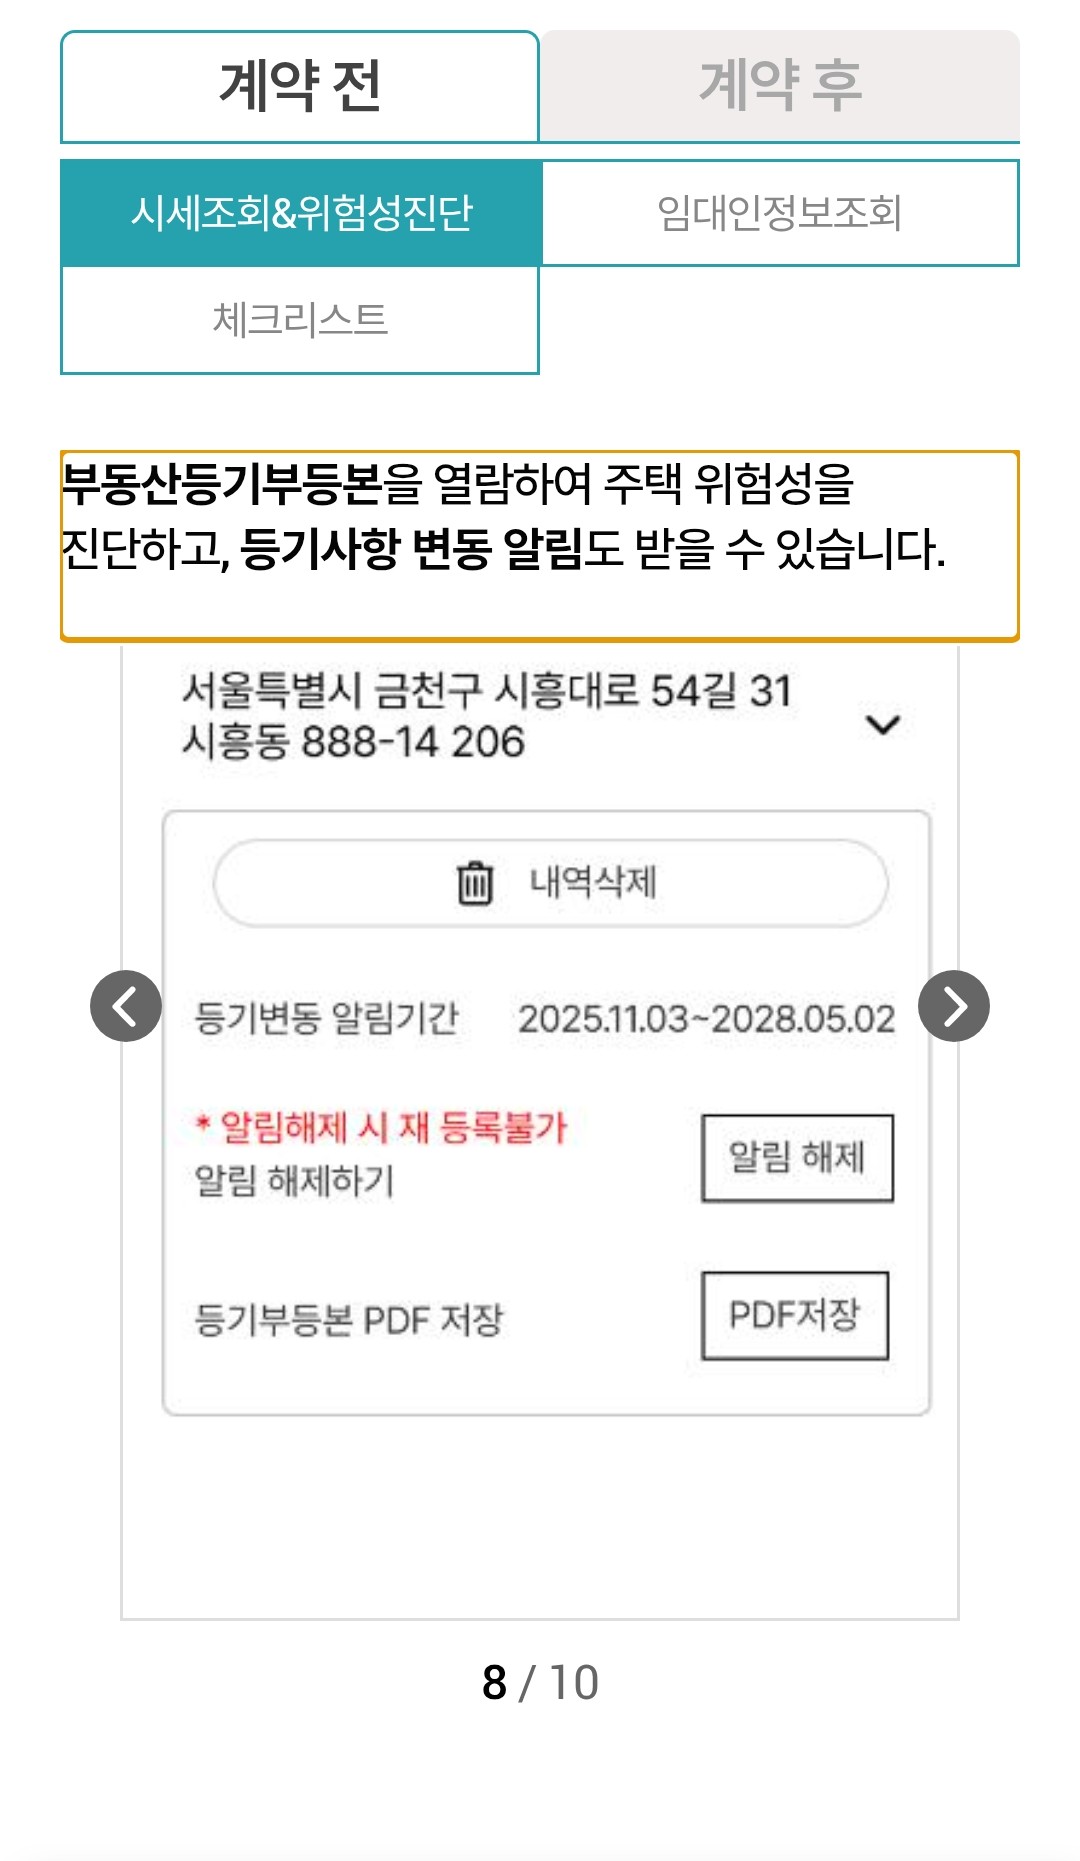 계약 전
계약 후
시세조회&위험성진단
임대인정보조회
체크리스트
부동산등기부등본을 열람하여 주택 위험성을
진단하고, 등기사항 변동 알림도 받을 수 있습니다.
서울특별시 금천구 시흥대로 54길 31
시흥동 888-14 206
내역삭제
등기변동 알림기간 2025.11.03~2028.05.02
* 알림해제 시 재 등록불가
알림 해제하기
알림 해제
등기부등본 PDF 저장
PDF저장
8 / 10